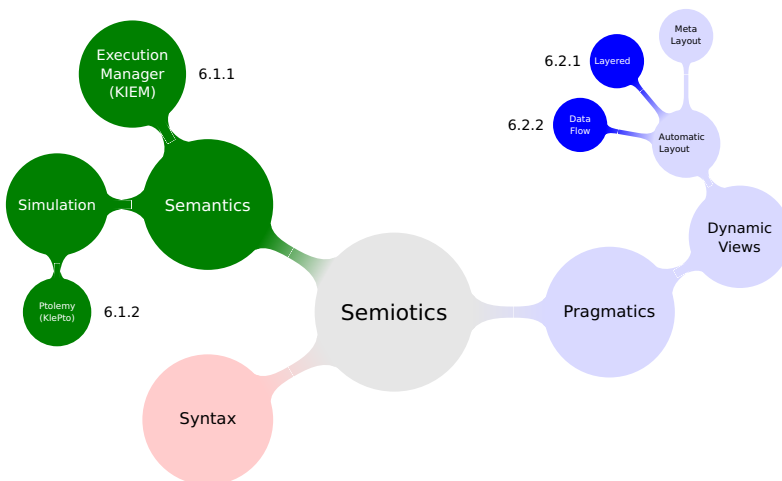 Execution
Manager
(KIEM)
6.1.1
Semantics
Simulation
Ptolemy
(KlePto)
6.1.2
Semiotics
Syntax
Pragmatics
Dynamic
Views
Automatic
Layout
Meta
Layout
6.2.1
Layered
6.2.2
Data
Flow